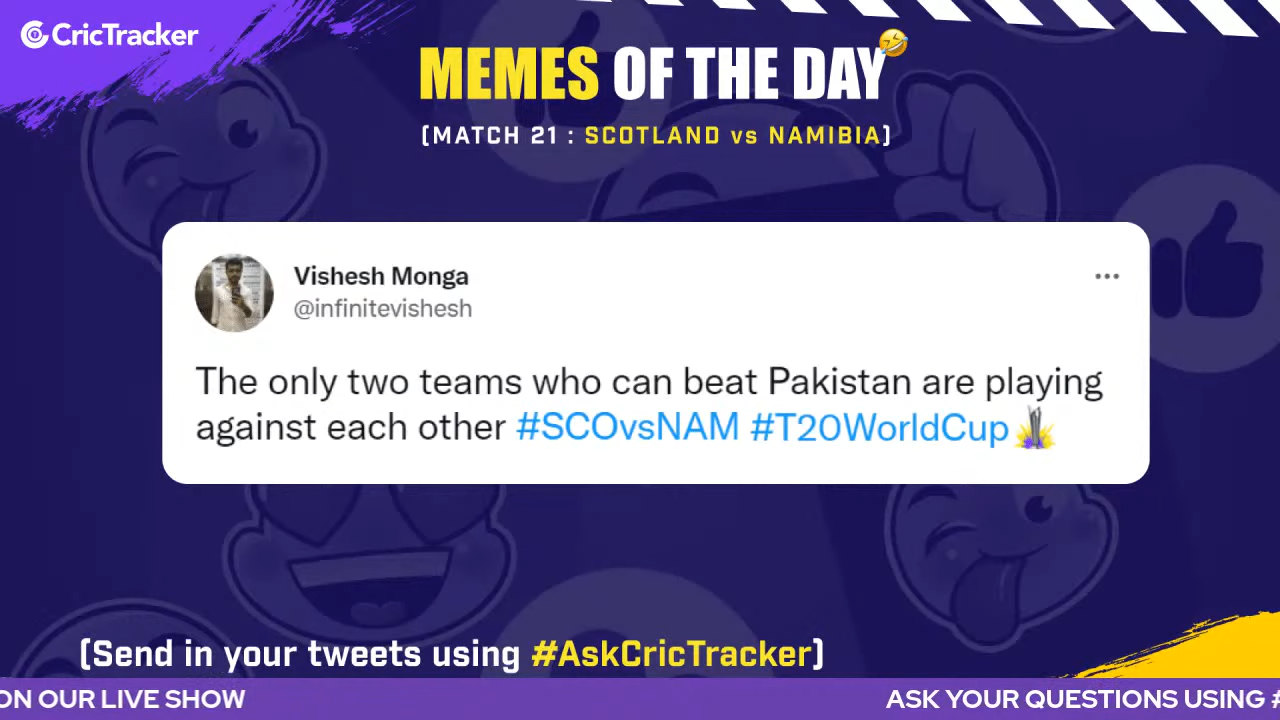 CricTracker
MEMES OF THE DAY
[MATCH 21 : SCOTLAND vs NAMIBIA]
Vishesh Monga
@infinitevishesh
The only two teams who can beat Pakistan are playing
against each other #SCOvsNAM #T20WorldCup
[Send in your tweets using #AskCricTracker]
ON OUR LIVE SHOW
ASK YOUR QUESTIONS USING #